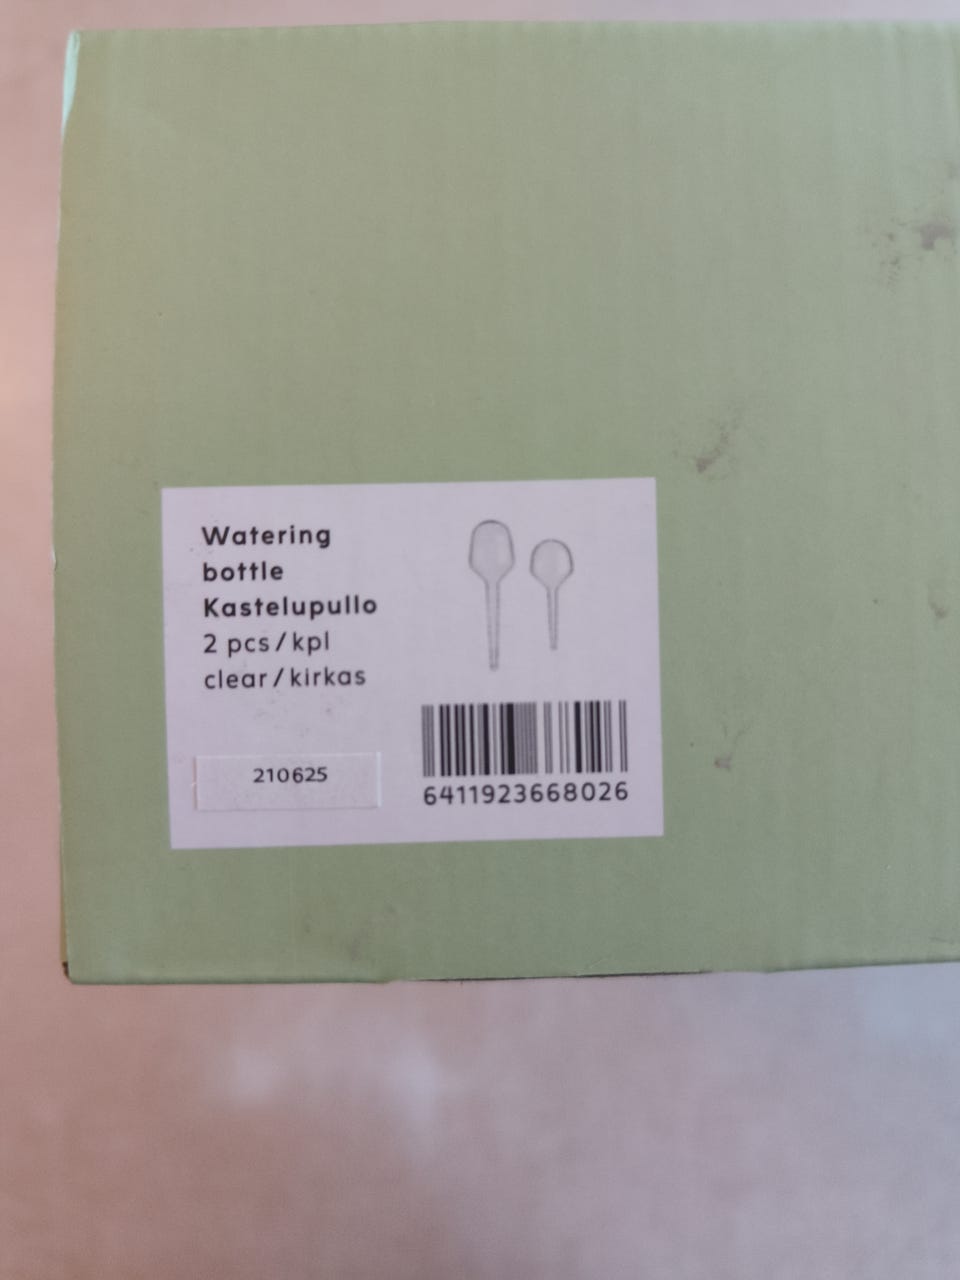 Watering
bottle
Kastelupullo
2 pcs/kpl
clear/kirkas
210625
6411923668026